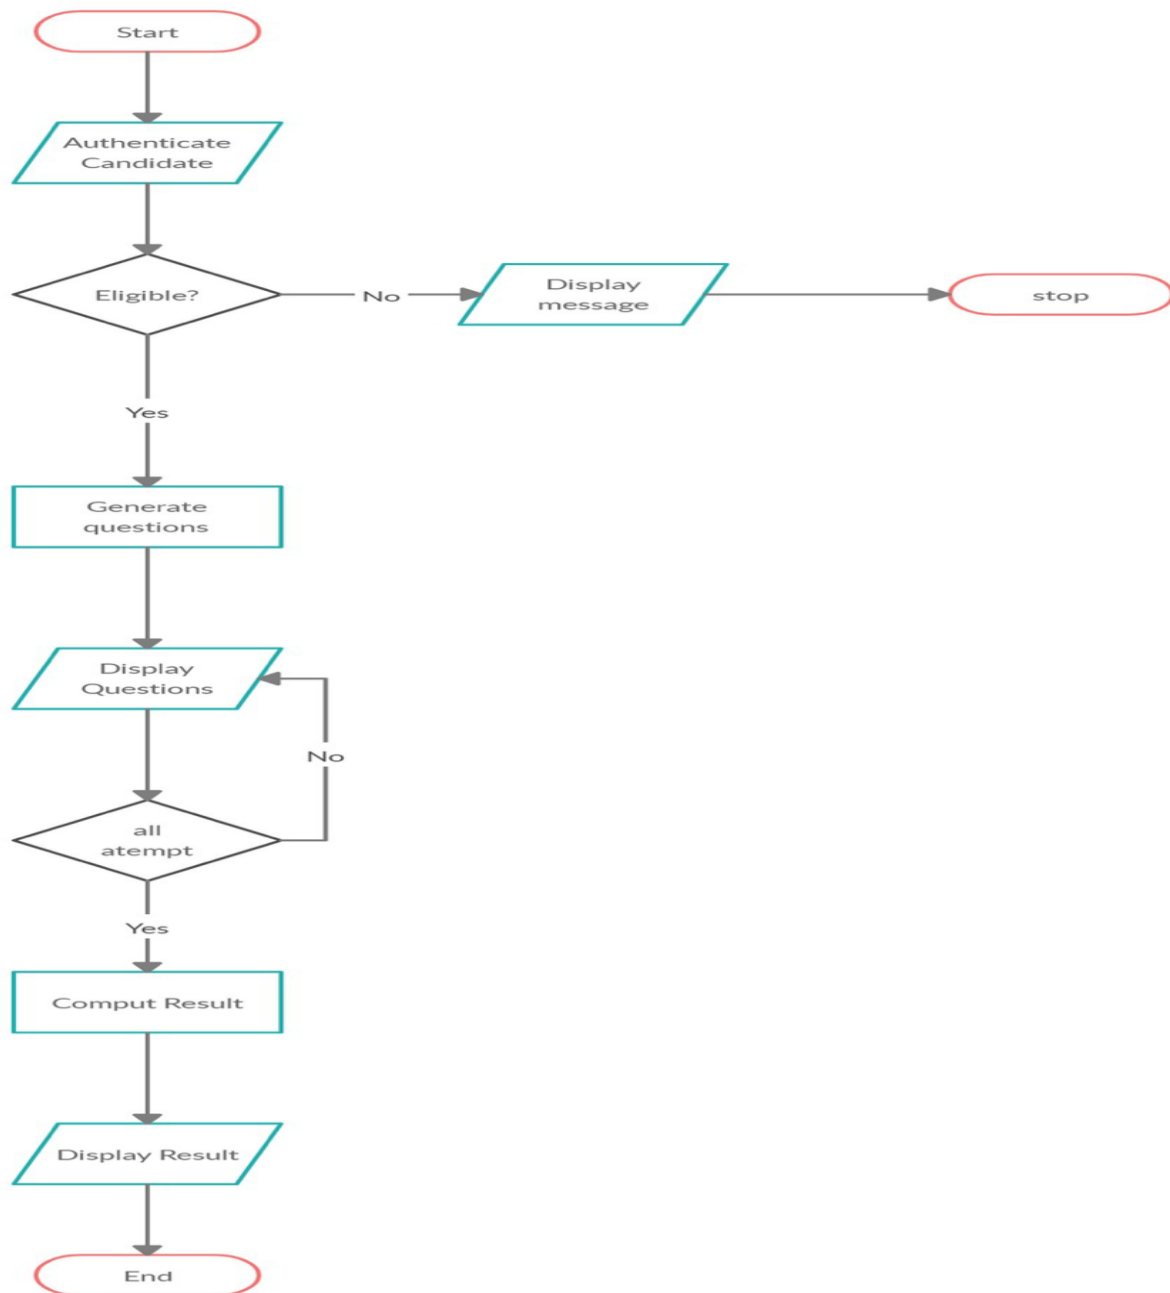 Start
Authenticate
Candidate
Eligible?
No
Display
message
stop
Yes
Generate
questions
Display
Questions
No
all
atempt
Yes
Comput Result
Display Result
End